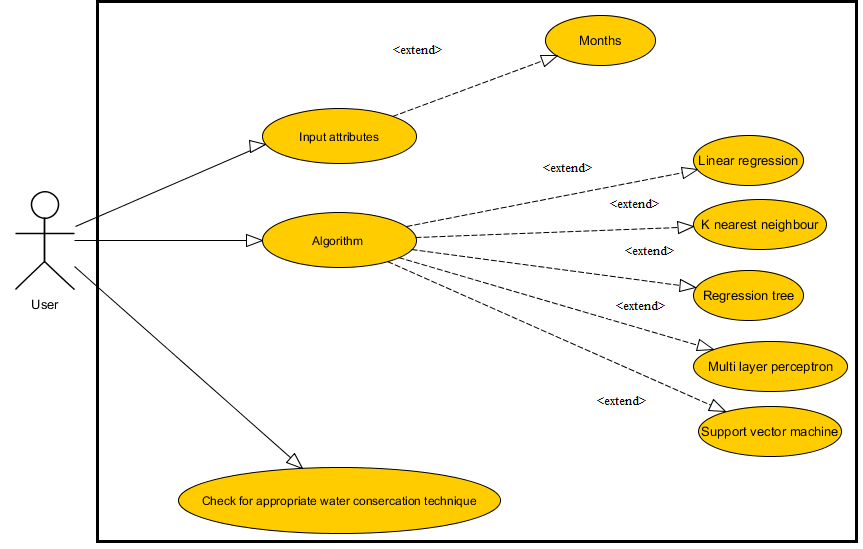 Months
<extend>
Input attributes
Linear regression
<extend>
K nearest neighbour
<extend>
Algorithm
<extend>
Regression tree
User
<extend>
Multi layer perceptron
<extend>
Support vector machine
Check for appropriate water consercation technique